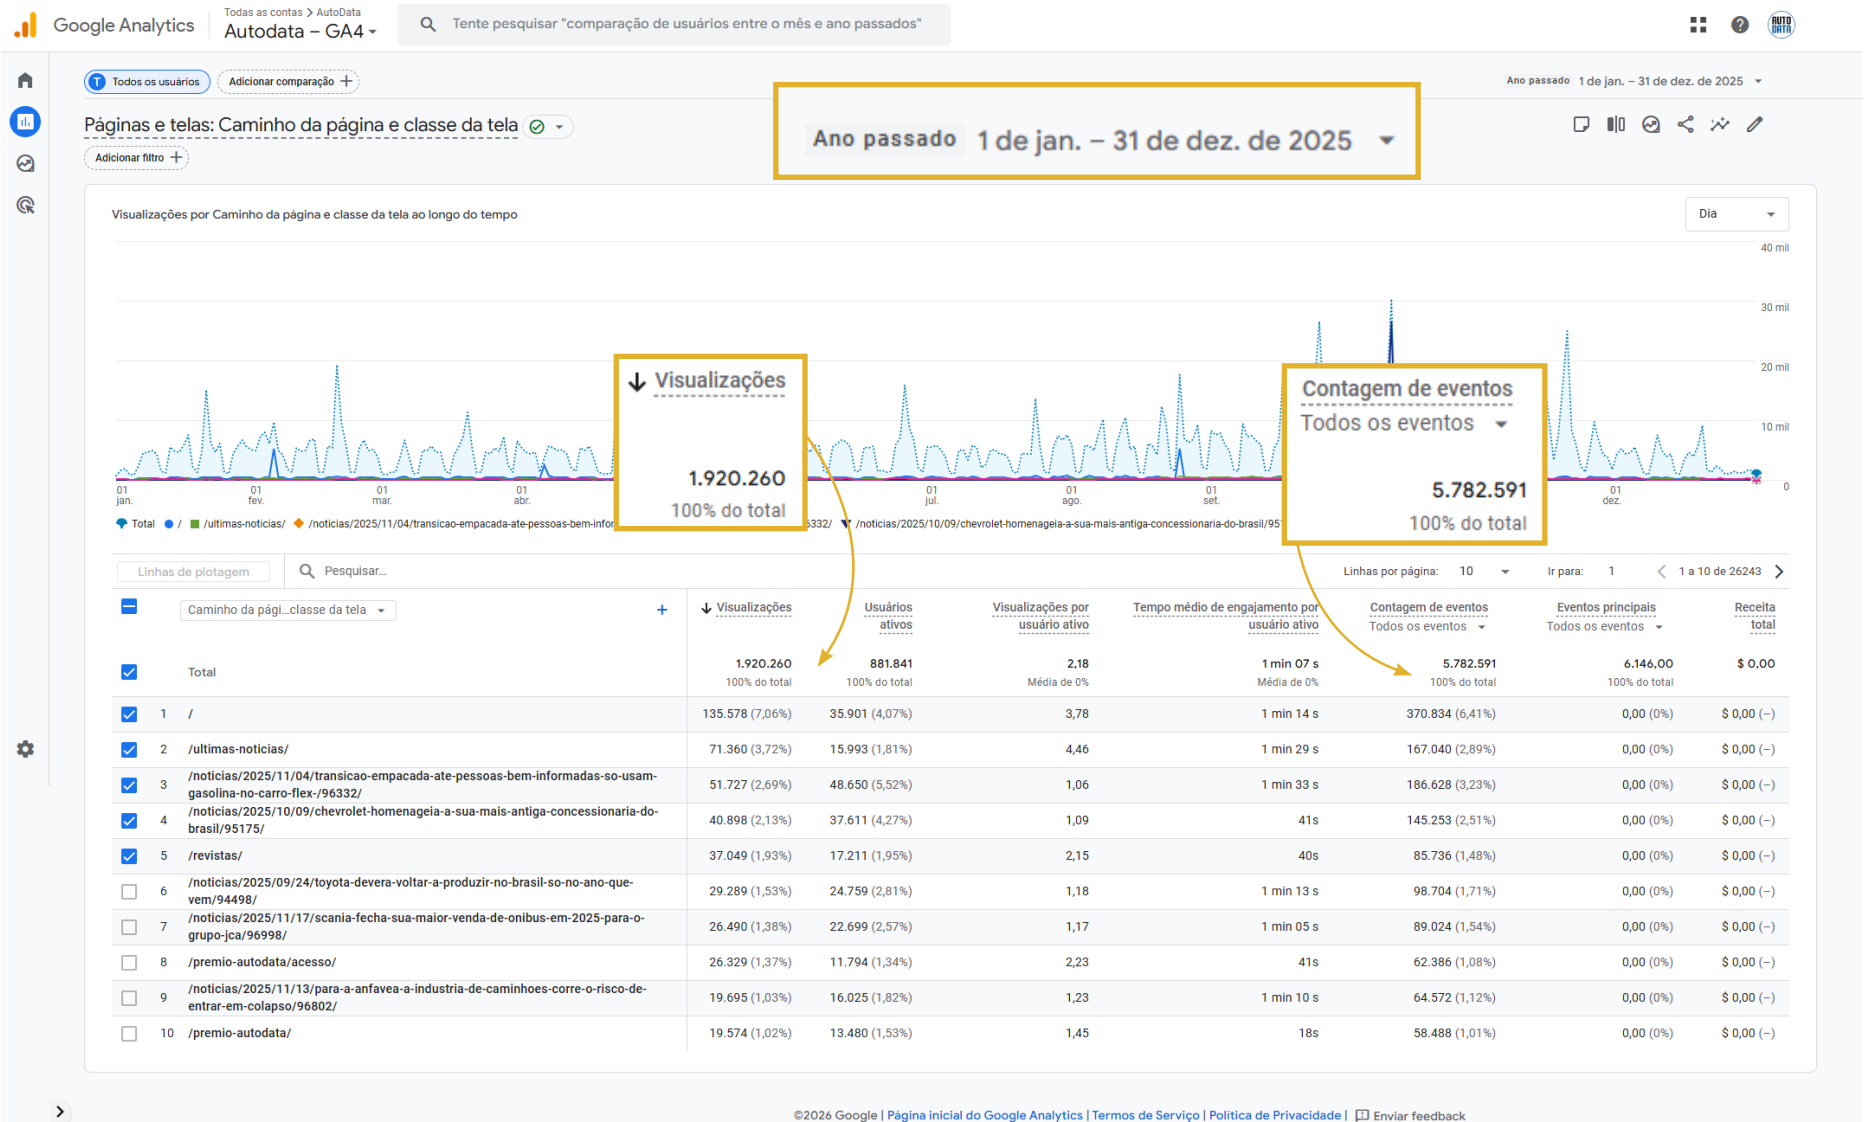 Google Analytics
Todas as contas > AutoData
Autodata – GA4
Tente pesquisar "comparação de usuários entre o mês e ano passados"
AUTO DATA
T Todos os usuários
Adicionar comparação +
Ano passado 1 de jan. – 31 de dez. de 2025
Ano passado 1 de jan. – 31 de dez. de 2025
Páginas e telas: Caminho da página e classe da tela
Adicionar filtro +
Visualizações por Caminho da página e classe da tela ao longo do tempo
Dia
40 mil
30 mil
20 mil
10 mil
0
Visualizações
1.920.260
100% do total
Contagem de eventos
Todos os eventos
5.782.591
100% do total
01 jan.
01 fev.
01 mar.
01 abr.
01 jul.
01 ago.
01 set.
01 dez.
Total / /ultimas-noticias/ /noticias/2025/11/04/transicao-empacada-ate-pessoas-bem-infor 6332/ /noticias/2025/10/09/chevrolet-homenageia-a-sua-mais-antiga-concessionaria-do-brasil/951
Linhas de plotagem
Pesquisar...
Linhas por página: 10
Ir para: 1
1 a 10 de 26243
Caminho da pági...classe da tela
+
Visualizações
Usuários ativos
Visualizações por usuário ativo
Tempo médio de engajamento por usuário ativo
Contagem de eventos
Todos os eventos
Eventos principais
Todos os eventos
Receita total
Total 1.920.260 881.841 2,18 1 min 07 s 5.782.591 6.146,00 $ 0,00
100% do total 100% do total Média de 0% Média de 0% 100% do total 100% do total
1 / 135.578 (7,06%) 35.901 (4,07%) 3,78 1 min 14 s 370.834 (6,41%) 0,00 (0%) $ 0,00 (–)
2 /ultimas-noticias/ 71.360 (3,72%) 15.993 (1,81%) 4,46 1 min 29 s 167.040 (2,89%) 0,00 (0%) $ 0,00 (–)
3 /noticias/2025/11/04/transicao-empacada-ate-pessoas-bem-informadas-so-usam-
gasolina-no-carro-flex-/96332/ 51.727 (2,69%) 48.650 (5,52%) 1,06 1 min 33 s 186.628 (3,23%) 0,00 (0%) $ 0,00 (–)
4 /noticias/2025/10/09/chevrolet-homenageia-a-sua-mais-antiga-concessionaria-do-
brasil/95175/ 40.898 (2,13%) 37.611 (4,27%) 1,09 41s 145.253 (2,51%) 0,00 (0%) $ 0,00 (–)
5 /revistas/ 37.049 (1,93%) 17.211 (1,95%) 2,15 40s 85.736 (1,48%) 0,00 (0%) $ 0,00 (–)
6 /noticias/2025/09/24/toyota-devera-voltar-a-produzir-no-brasil-so-no-ano-que-
vem/94498/ 29.289 (1,53%) 24.759 (2,81%) 1,18 1 min 13 s 98.704 (1,71%) 0,00 (0%) $ 0,00 (–)
7 /noticias/2025/11/17/scania-fecha-sua-maior-venda-de-onibus-em-2025-para-o-
grupo-jca/96998/ 26.490 (1,38%) 22.699 (2,57%) 1,17 1 min 05 s 89.024 (1,54%) 0,00 (0%) $ 0,00 (–)
8 /premio-autodata/acesso/ 26.329 (1,37%) 11.794 (1,34%) 2,23 41s 62.386 (1,08%) 0,00 (0%) $ 0,00 (–)
9 /noticias/2025/11/13/para-a-anfavea-a-industria-de-caminhoes-corre-o-risco-de-
entrar-em-colapso/96802/ 19.695 (1,03%) 16.025 (1,82%) 1,23 1 min 10 s 64.572 (1,12%) 0,00 (0%) $ 0,00 (–)
10 /premio-autodata/ 19.574 (1,02%) 13.480 (1,53%) 1,45 18s 58.488 (1,01%) 0,00 (0%) $ 0,00 (–)
©2026 Google | Página inicial do Google Analytics | Termos de Serviço | Política de Privacidade | Enviar feedback